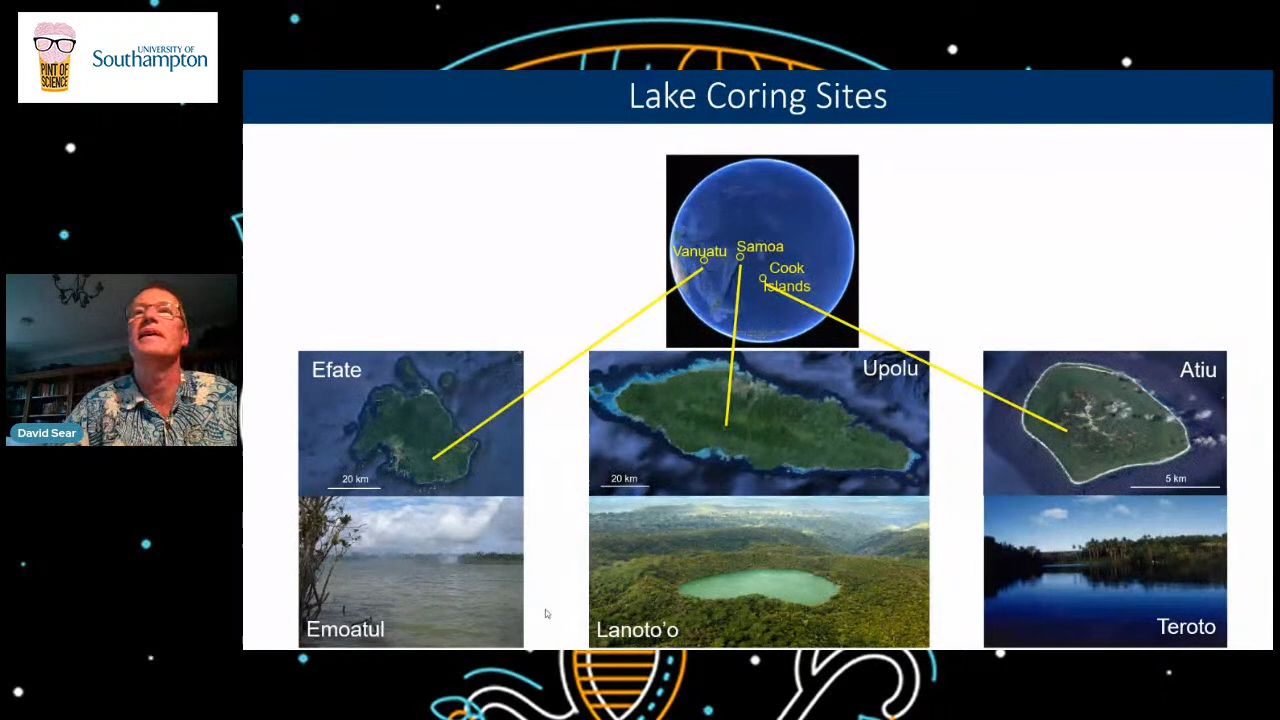 PINT OF
SCIENCE
UNIVERSITY OF
Southampton
Lake Coring Sites
Vanuatu
Samoa
Cook
Islands
Efate
Upolu
Atiu
20 km
20 km
5 km
David Sear
Emoatul
Lanoto'o
Teroto